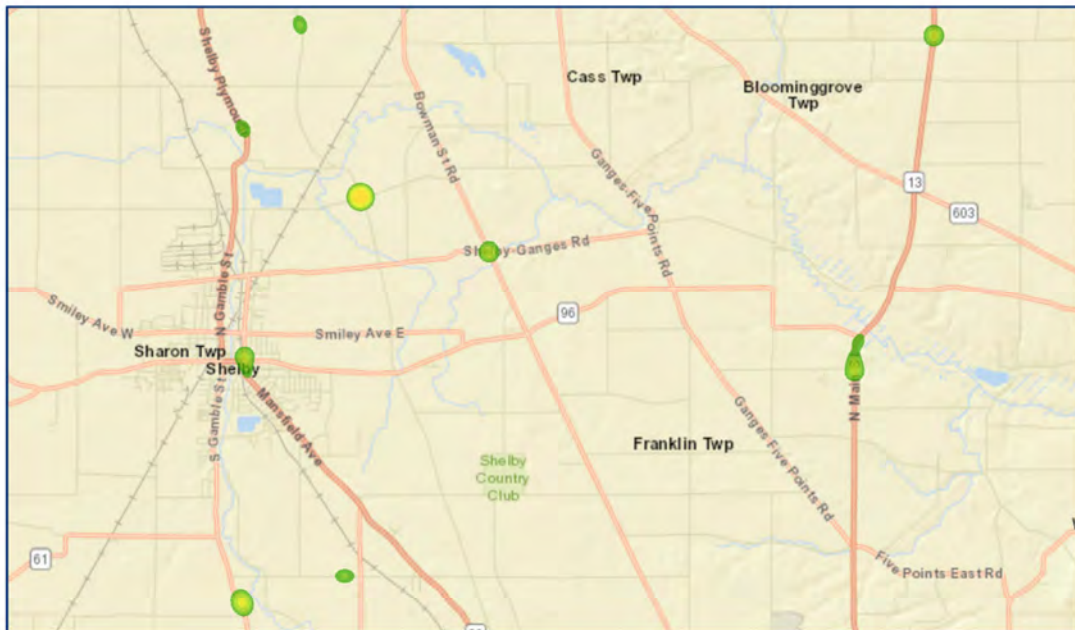 Shelby Plymou
Cass Twp
Bloominggrove
Twp
Bowman St Rd
Ganges-Five Points Rd
13
603
Shelby-Ganges Rd
N Gamble St
96
Smiley Ave W
Smiley Ave E
Sharon Twp
Shelby
S Gamble St
Mansfield Ave
N Mai
Ganges Five Points Rd
Franklin Twp
Shelby
Country
Club
61
Five Points East Rd